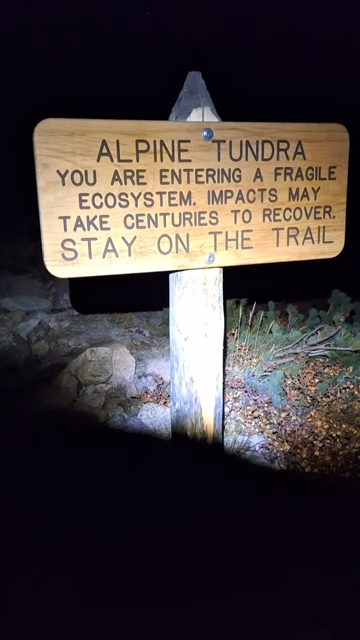 ALPINE TUNDRA
YOU ARE ENTERING A FRAGILE
ECOSYSTEM. IMPACTS MAY
TAKE CENTURIES TO RECOVER.
STAY ON THE TRAIL